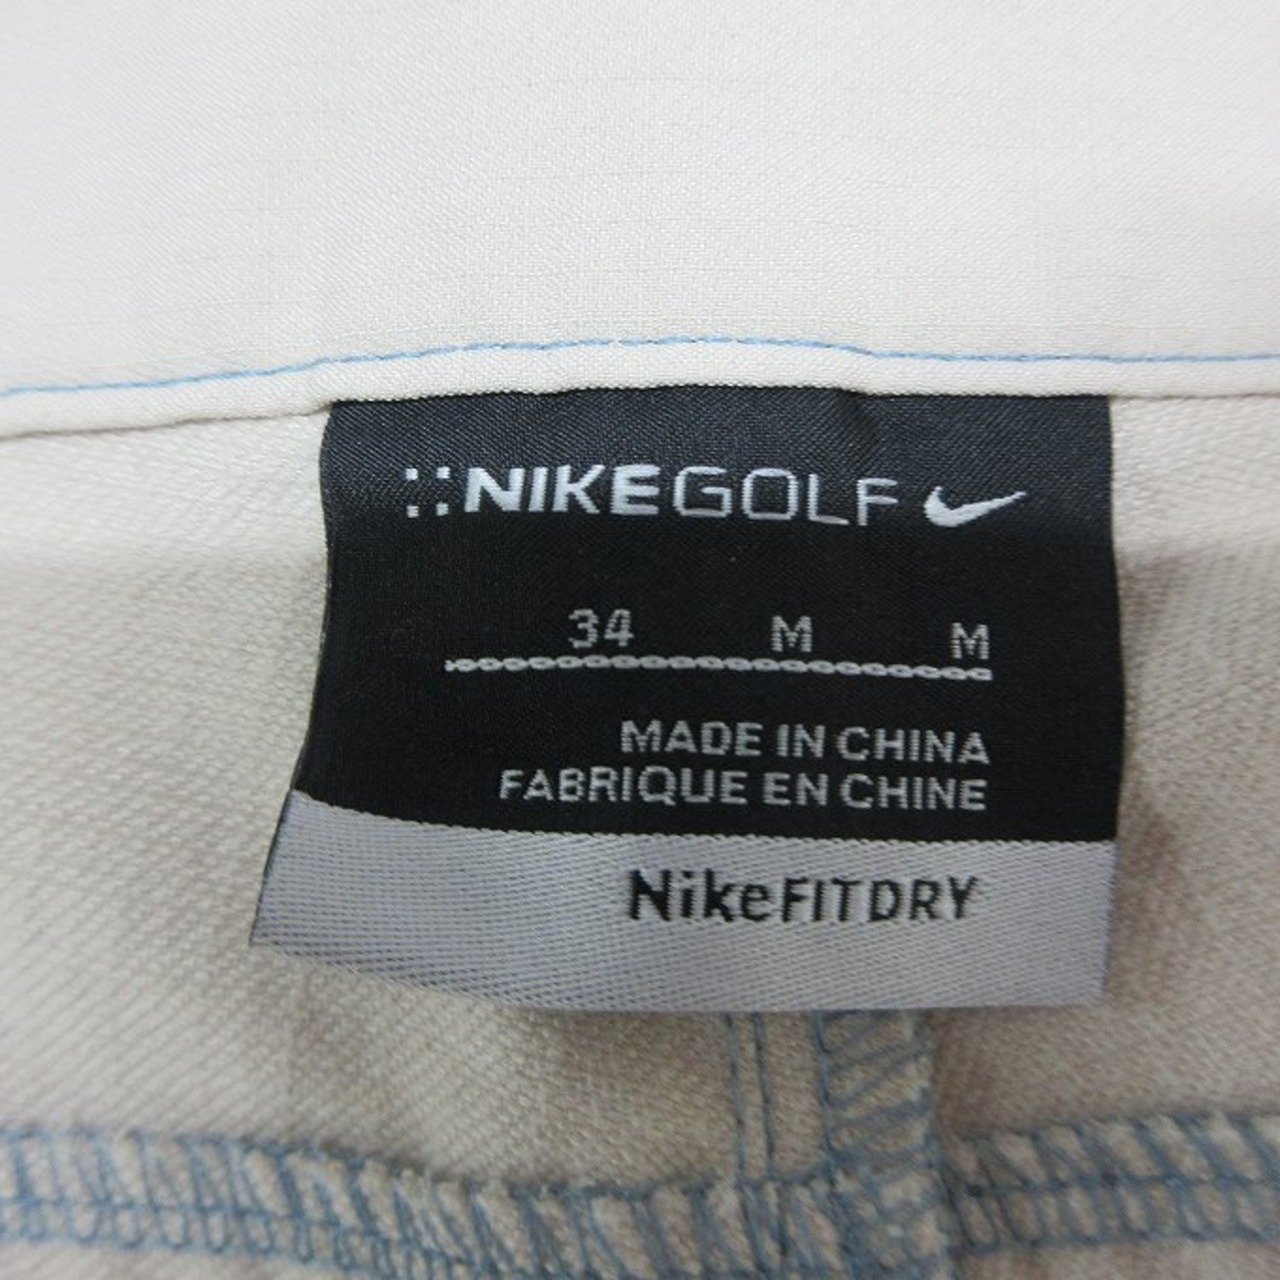 NIKEGOLF
34 M M
MADE IN CHINA
FABRIQUE EN CHINE
NikeFITDRY